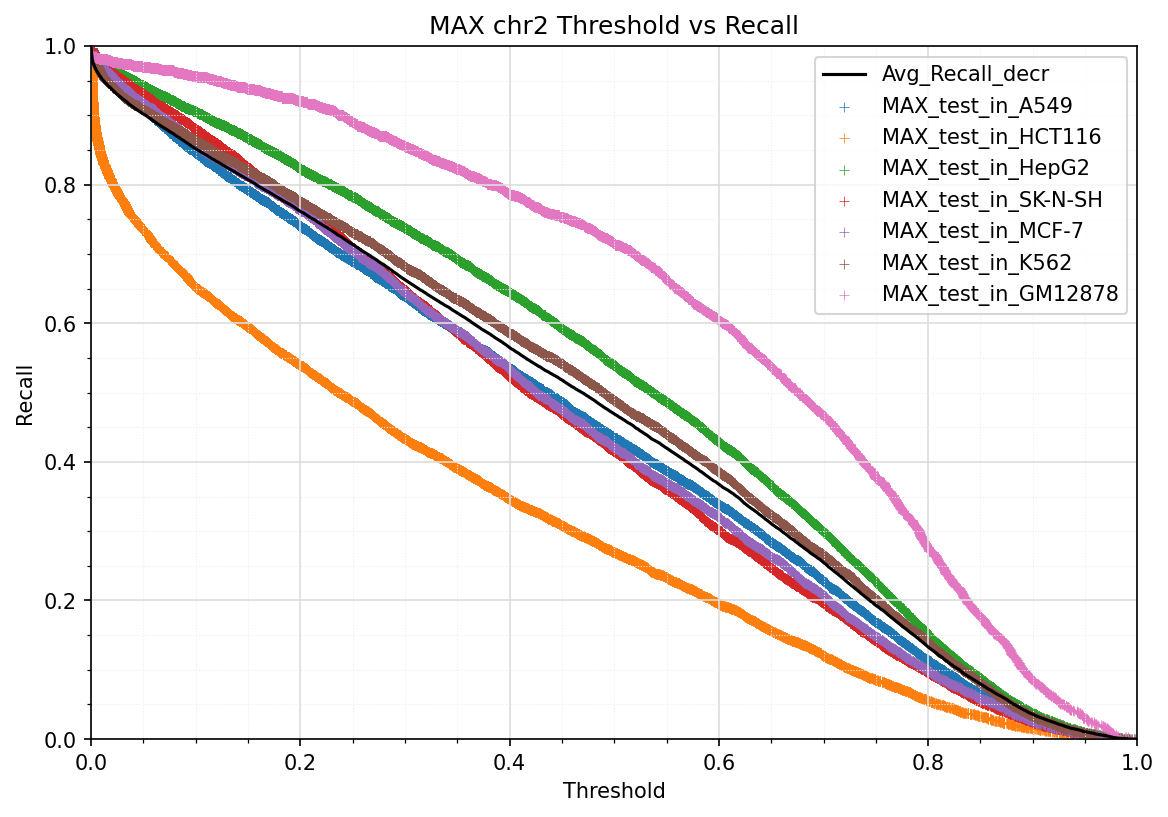 MAX chr2 Threshold vs Recall
Avg_Recall_decr
MAX_test_in_A549
MAX_test_in_HCT116
MAX_test_in_HepG2
MAX_test_in_SK-N-SH
MAX_test_in_MCF-7
MAX_test_in_K562
MAX_test_in_GM12878
Recall
1.0
0.8
0.6
0.4
0.2
0.0
0.0 0.2 0.4 0.6 0.8 1.0
Threshold